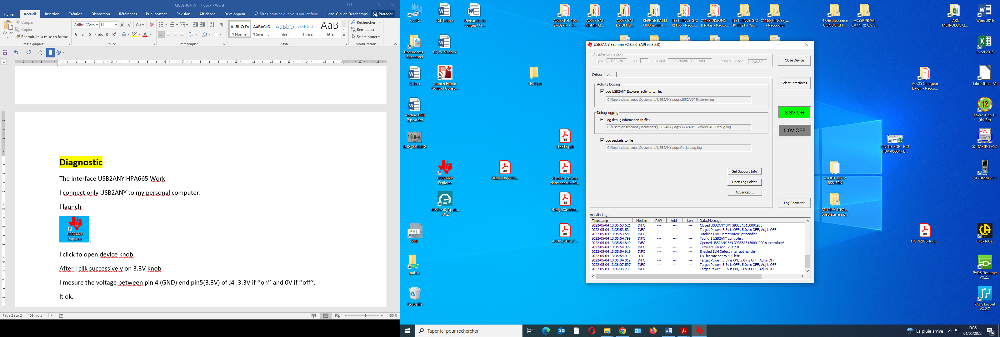 QUESTION A TI 1.docx - Word
Fichier
Accueil
Insertion
Création
Disposition
Références
Publipostage
Révision
Affichage
Développeur
Dites-nous ce que vous voulez faire.
Jean-Claude Deschamps
Partager
Coller
Couper
Copier
Reproduire la mise en forme
Presse-papiers
Calibri (Corp
11
Police
Paragraphe
AaBbCcDc
¶ Normal
AaBbCcDc
¶ Sans int...
AaBbCc
Titre 1
AaBbCcC
Titre 2
AaB
Titre
Style
Rechercher
Remplacer
Sélectionner
Modification
Diagnostic :
The interface USB2ANY HPA665 Work.
I connect only USB2ANY to my personal computer.
I launch
USB2ANY
Explorer
.
I click to open device knob.
After I clik successively on 3.3V knob
I mesure the voltage between pin 4 (GND) end pin5(3.3V) of J4 :3.3V if ‘’on’’ and 0V if ‘’off’’.
It ok.
Page 2 sur 2
109 mots
150 %
Ce PC
JCD1.docx
Demande de
congés 06-...
Documents -
Raccourci
BQ25750.docx
9.docx
Launch Haptic
Control Conso...
TEST jcd
Adding USB
Type.docx
IMG_0010.JPG
LM317.pdf
USB2ANY
Explorer
SKM_308e2205...
dernier schéma
dans consult 69...
TPS25750_Appli...
7.0.2
SKM_308e2204...
PHL
PHL
A0685_CDC_C...
public
Corbeille
A0627 PEL 105
27-02-14 - R...
A0627 BAT
NI-MH Q...
A0627 BAT
LI-ION Q...
REPRISE BAT LI
6800mA.H - ...
TEST PINCE G72
& F65 - Racco...
X1143 DISJONC -
B Pillas - Racco...
TEST PINCE G72
30 11 21 - Rac...
X1166_PINCES_...
- Raccourci
4 Obsolescence
CONDO CHI...
A0559 PB VAT
CA771 & CA77...
PARC
METROLOGIQ...
Word 2016
Excel 2016
A0685 Chargeur
Li-Ion - Racco...
LibreOffice 7.1
12
Micro-Cap 12
(64-Bit)
2 NOTE SOFT JCD
TIDA-050047 B...
SX-METRO v5.5
AJOUT MC12
BSS159N
SX-DMM v3.3
SN74LVC1G31...
obsolete remp...
FIC592876_Ind_...
ClickToGet
PADS Designer
VX.2.7
PADS Layout
VX.2.7
USB2ANY Explorer v2.8.2.0 (API v2.8.2.0)
Adapter connection
Type:
USB2ANY
Rev:
---
Serial #:
393E6A5130001900
Firmware Version:
2.8.2.0
Close Device
Debug
I2C
Select Interfaces
Activity logging
Log USB2ANY Explorer activity to file:
C:\Users\deschamps\Documents\USB2ANY\Logs\USB2ANY Explorer.log
3.3V ON
Debug logging
Log debug information to file:
C:\Users\deschamps\Documents\USB2ANY\Logs\USB2ANY Explorer API Debug.log
5.0V OFF
Log packets to file
C:\Users\deschamps\Documents\USB2ANY\Logs\PacketLog.log
Get Support Info
Open Log Folder
Advanced...
Log Comment
Activity Log:
Timestamp Module R/W Addr Len Data/Message
2022-05-04 13:35:53.521 INFO --- --- --- Closed USB2ANY S/N 393E6A5130001900
2022-05-04 13:35:53.531 INFO --- --- --- Target Power: 3.3v is OFF, 5.0v is OFF, Adj is OFF
2022-05-04 13:35:53.541 INFO --- --- --- Disabled EVM Detect interrupt handler
2022-05-04 13:35:54.799 INFO --- --- --- Found 1 USB2ANY controller.
2022-05-04 13:35:54.849 INFO --- --- --- Opened USB2ANY S/N 393E6A5130001900 successfully!
2022-05-04 13:35:54.879 INFO --- --- --- Firmware Version: 2.8.2.0
2022-05-04 13:35:54.919 INFO --- --- --- Enabled EVM Detect interrupt handler
2022-05-04 13:35:54.919 I2C --- --- --- I2C bit rate set to 400 kHz.
2022-05-04 13:36:04.319 INFO --- --- --- Target Power: 3.3v is ON, 5.0v is OFF, Adj is OFF
2022-05-04 13:36:07.597 INFO --- --- --- Target Power: 3.3v is OFF, 5.0v is OFF, Adj is OFF
2022-05-04 13:36:08.209 INFO --- --- --- Target Power: 3.3v is ON, 5.0v is OFF, Adj is OFF
Taper ici pour rechercher
La pluie arrive
13:36
04/05/2022
14